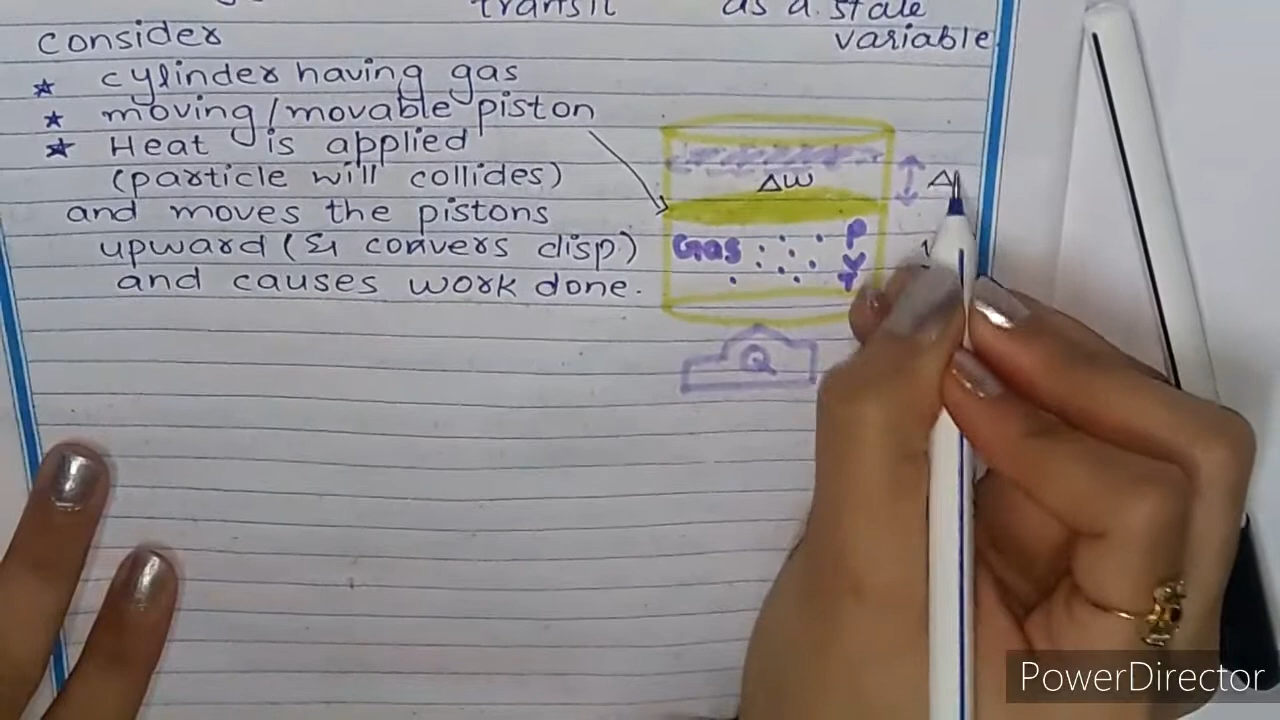 transit as a state
consider variable
★ cylinder having gas
★ moving/movable piston
★ Heat is applied
(particle will collides)
and moves the pistons
upward (& convers disp)
and causes work done.
ΔW
Δ
Gas P
V
T
Q
PowerDirector